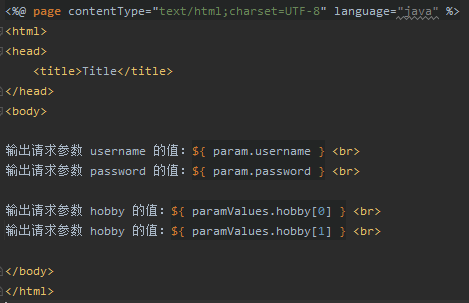 <%@ page contentType="text/html;charset=UTF-8" language="java" %>
<html>
<head>
    <title>Title</title>
</head>
<body>
输出请求参数 username 的值：${ param.username } <br>
输出请求参数 password 的值：${ param.password } <br>
输出请求参数 hobby 的值：${ paramValues.hobby[0] } <br>
输出请求参数 hobby 的值：${ paramValues.hobby[1] } <br>
</body>
</html>